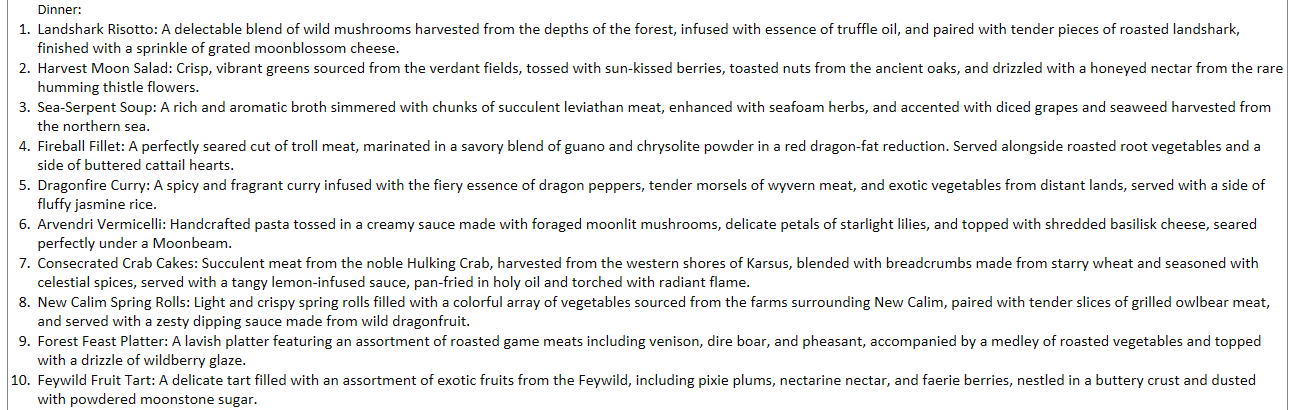 Dinner:
1. Landshark Risotto: A delectable blend of wild mushrooms harvested from the depths of the forest, infused with essence of truffle oil, and paired with tender pieces of roasted landshark,
finished with a sprinkle of grated moonblossom cheese.
2. Harvest Moon Salad: Crisp, vibrant greens sourced from the verdant fields, tossed with sun-kissed berries, toasted nuts from the ancient oaks, and drizzled with a honeyed nectar from the rare
humming thistle flowers.
3. Sea-Serpent Soup: A rich and aromatic broth simmered with chunks of succulent leviathan meat, enhanced with seafoam herbs, and accented with diced grapes and seaweed harvested from
the northern sea.
4. Fireball Fillet: A perfectly seared cut of troll meat, marinated in a savory blend of guano and chrysolite powder in a red dragon-fat reduction. Served alongside roasted root vegetables and a
side of buttered cattail hearts.
5. Dragonfire Curry: A spicy and fragrant curry infused with the fiery essence of dragon peppers, tender morsels of wyvern meat, and exotic vegetables from distant lands, served with a side of
fluffy jasmine rice.
6. Arvendri Vermicelli: Handcrafted pasta tossed in a creamy sauce made with foraged moonlit mushrooms, delicate petals of starlight lilies, and topped with shredded basilisk cheese, seared
perfectly under a Moonbeam.
7. Consecrated Crab Cakes: Succulent meat from the noble Hulking Crab, harvested from the western shores of Karsus, blended with breadcrumbs made from starry wheat and seasoned with
celestial spices, served with a tangy lemon-infused sauce, pan-fried in holy oil and torched with radiant flame.
8. New Calim Spring Rolls: Light and crispy spring rolls filled with a colorful array of vegetables sourced from the farms surrounding New Calim, paired with tender slices of grilled owlbear meat,
and served with a zesty dipping sauce made from wild dragonfruit.
9. Forest Feast Platter: A lavish platter featuring an assortment of roasted game meats including venison, dire boar, and pheasant, accompanied by a medley of roasted vegetables and topped
with a drizzle of wildberry glaze.
10. Feywild Fruit Tart: A delicate tart filled with an assortment of exotic fruits from the Feywild, including pixie plums, nectarine nectar, and faerie berries, nestled in a buttery crust and dusted
with powdered moonstone sugar.